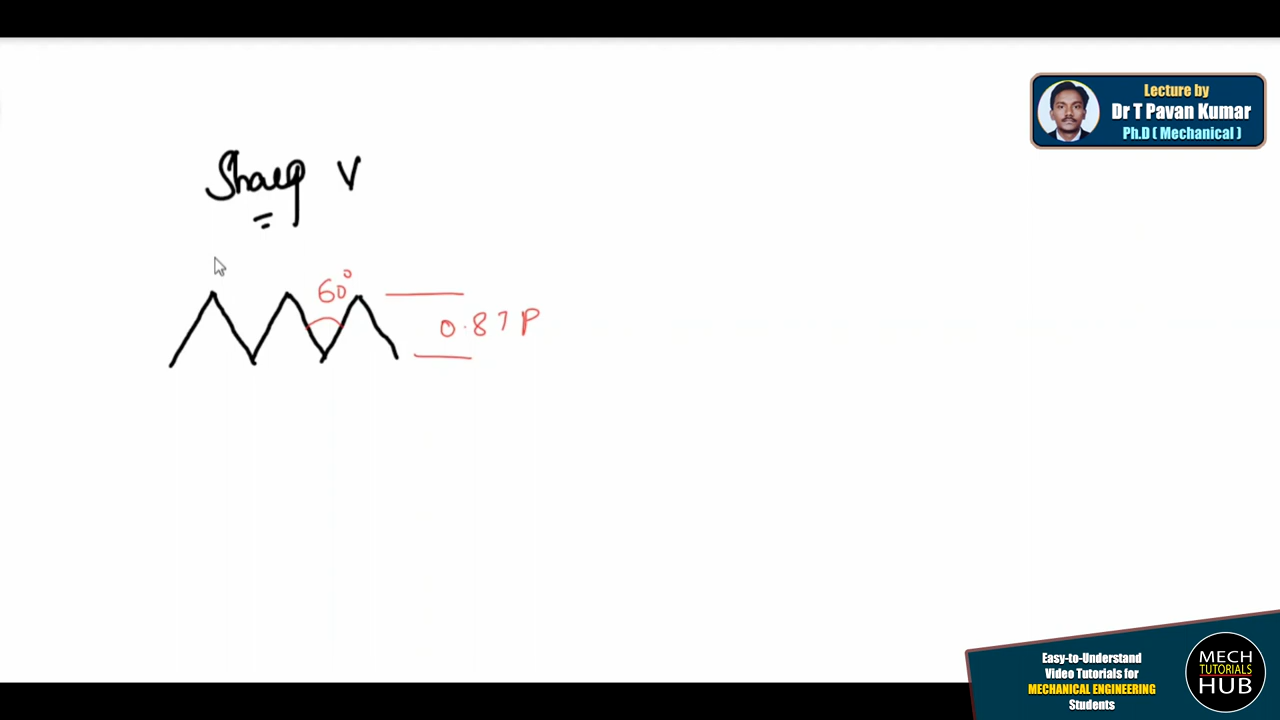 Lecture by
Dr T Pavan Kumar
Ph.D ( Mechanical )
Sharp V
60°
0.87 P
Easy-to-Understand
Video Tutorials for
MECHANICAL ENGINEERING
Students
MECH
TUTORIALS
HUB